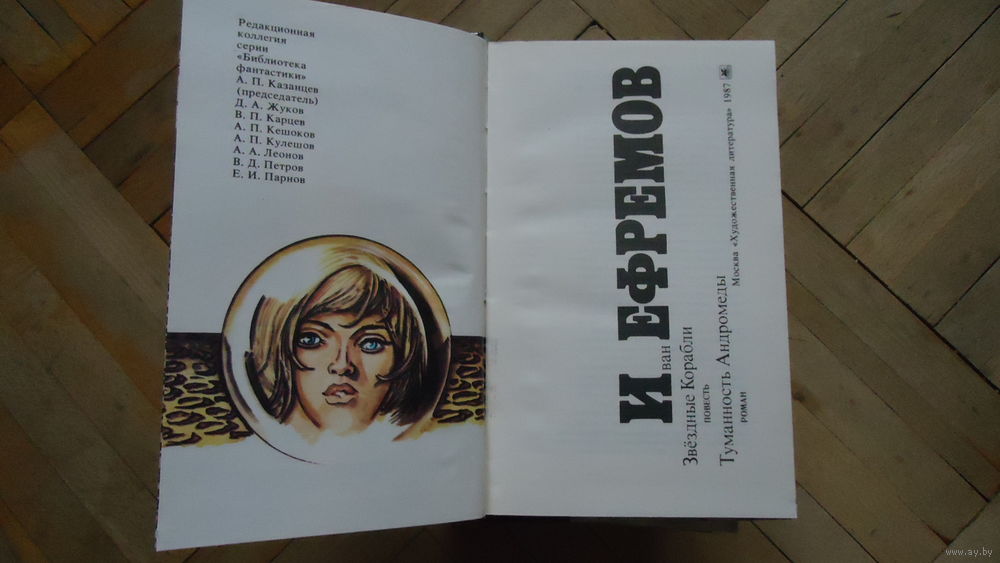 Редакционная
коллегия
серии
«Библиотека
фантастики»
А. П. Казанцев
(председатель)
Д. А. Жуков
В. П. Карцев
А. П. Кешоков
А. П. Кулешов
А. А. Леонов
В. Д. Петров
Е. И. Парнов
Иван ЕФРЕМОВ
Звёздные Корабли
ПОВЕСТЬ
Туманность Андромеды
РОМАН
Москва «Художественная литература» 1987
www.ay.by